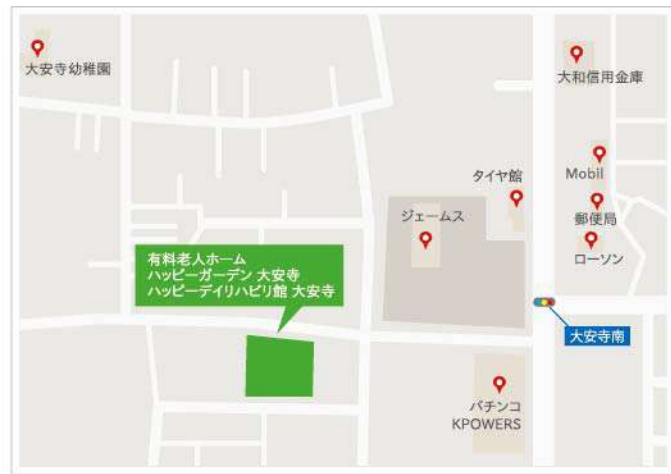 大安寺幼稚園
大和信用金庫
Mobil
タイヤ館
郵便局
ジェームス
ローソン
有料老人ホーム
ハッピーガーデン 大安寺
ハッピーデイリハビリ館 大安寺
大安寺南
パチンコ
KPOWERS